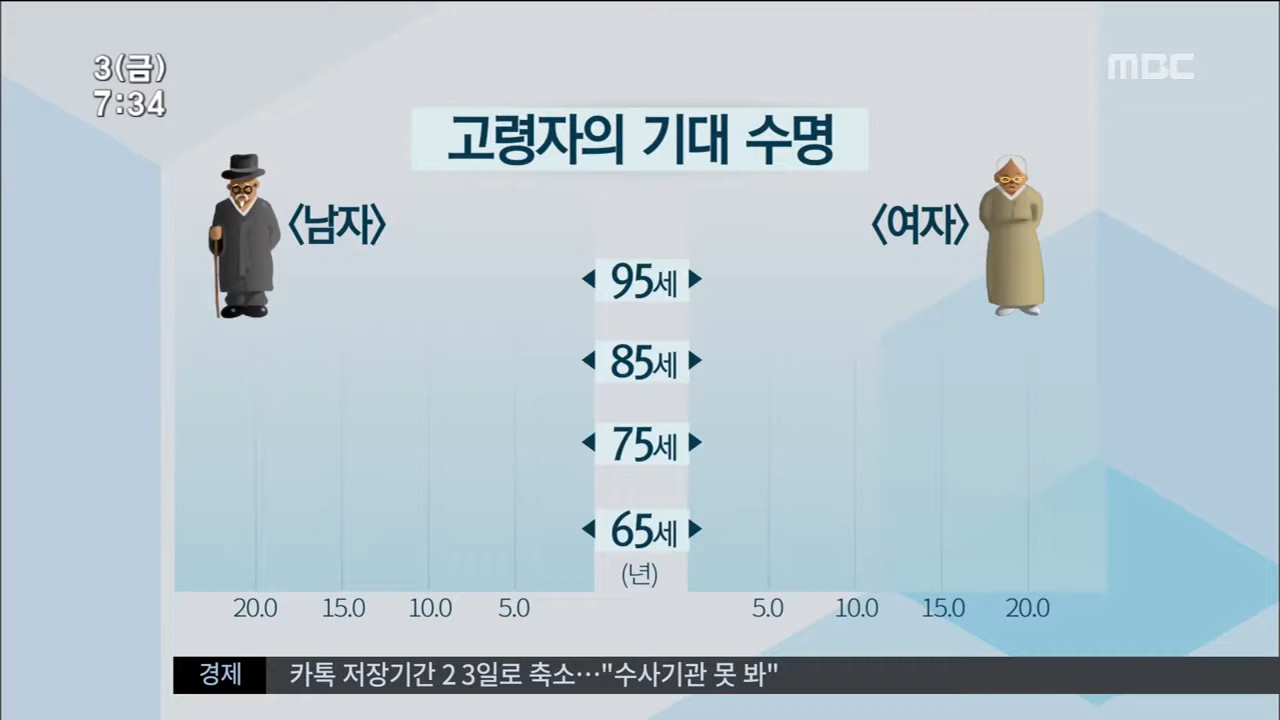 3(금)
7:34
MBC
고령자의 기대 수명
〈남자〉
〈여자〉
◀ 95세 ▶
◀ 85세 ▶
◀ 75세 ▶
◀ 65세 ▶
(년)
20.0 15.0 10.0 5.0 5.0 10.0 15.0 20.0
경제 카톡 저장기간 2 3일로 축소…"수사기관 못 봐"